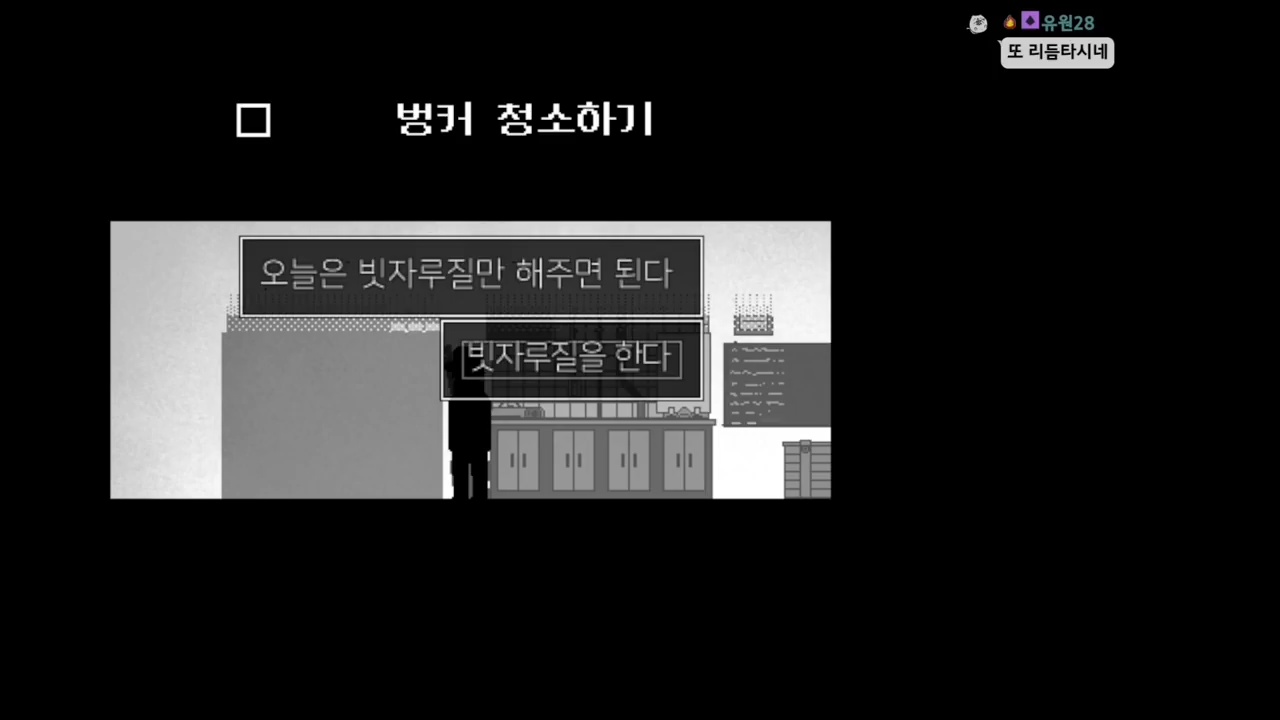 유원28
또 리듬타시네
벙커 청소하기
오늘은 빗자루질만 해주면 된다
빗자루질을 한다